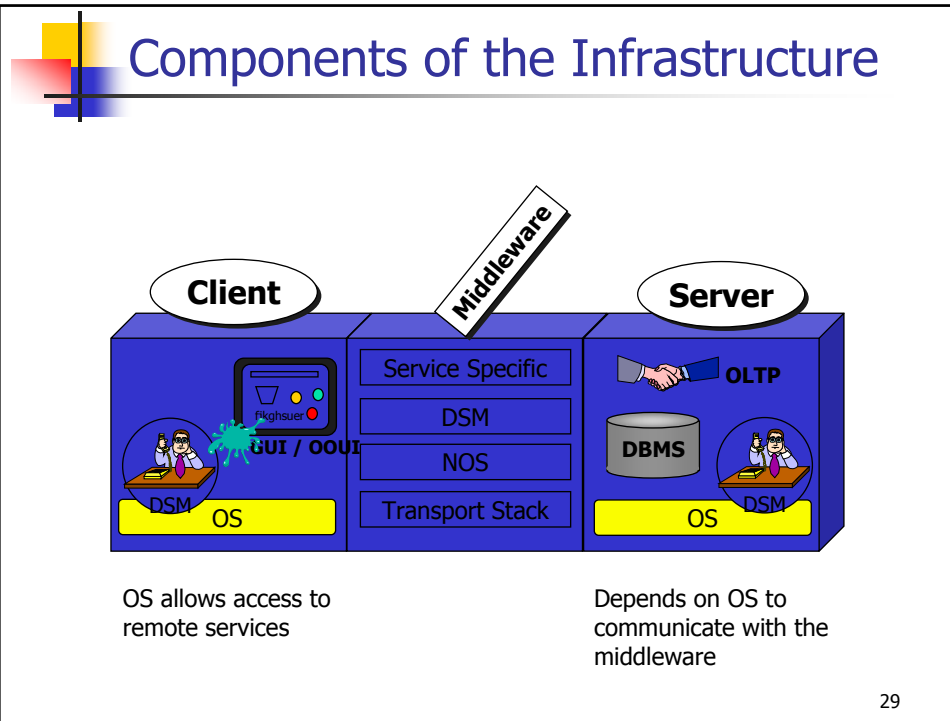 Components of the Infrastructure
Middleware
Client
Server
fikghsuer
GUI / OOUI
DSM
OS
Service Specific
DSM
NOS
Transport Stack
OLTP
DBMS
DSM
OS
OS allows access to
remote services
Depends on OS to
communicate with the
middleware
29